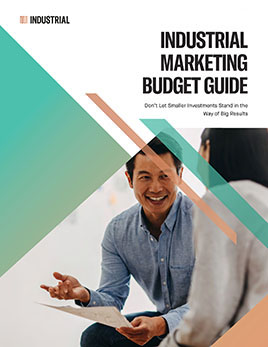 INDUSTRIAL
INDUSTRIAL
MARKETING
BUDGET GUIDE
Don't Let Smaller Investments Stand in the
Way of Big Results